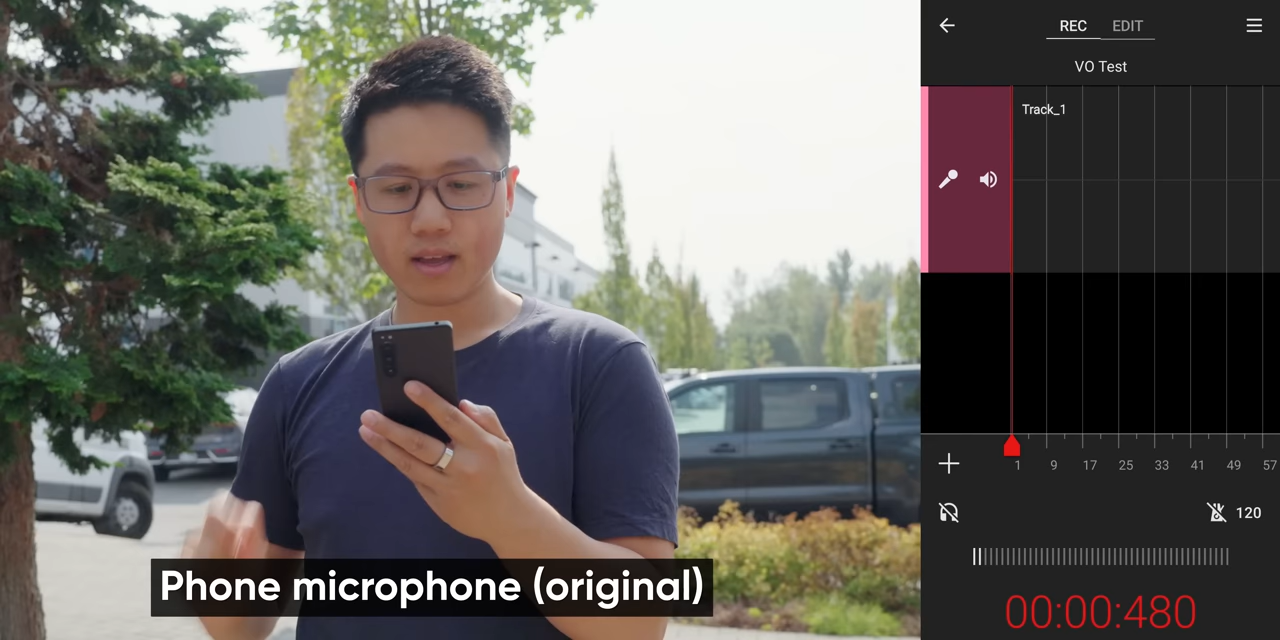 Phone microphone (original)
REC EDIT
VO Test
Track_1
1 9 17 25 33 41 49 57
120
00:00:480